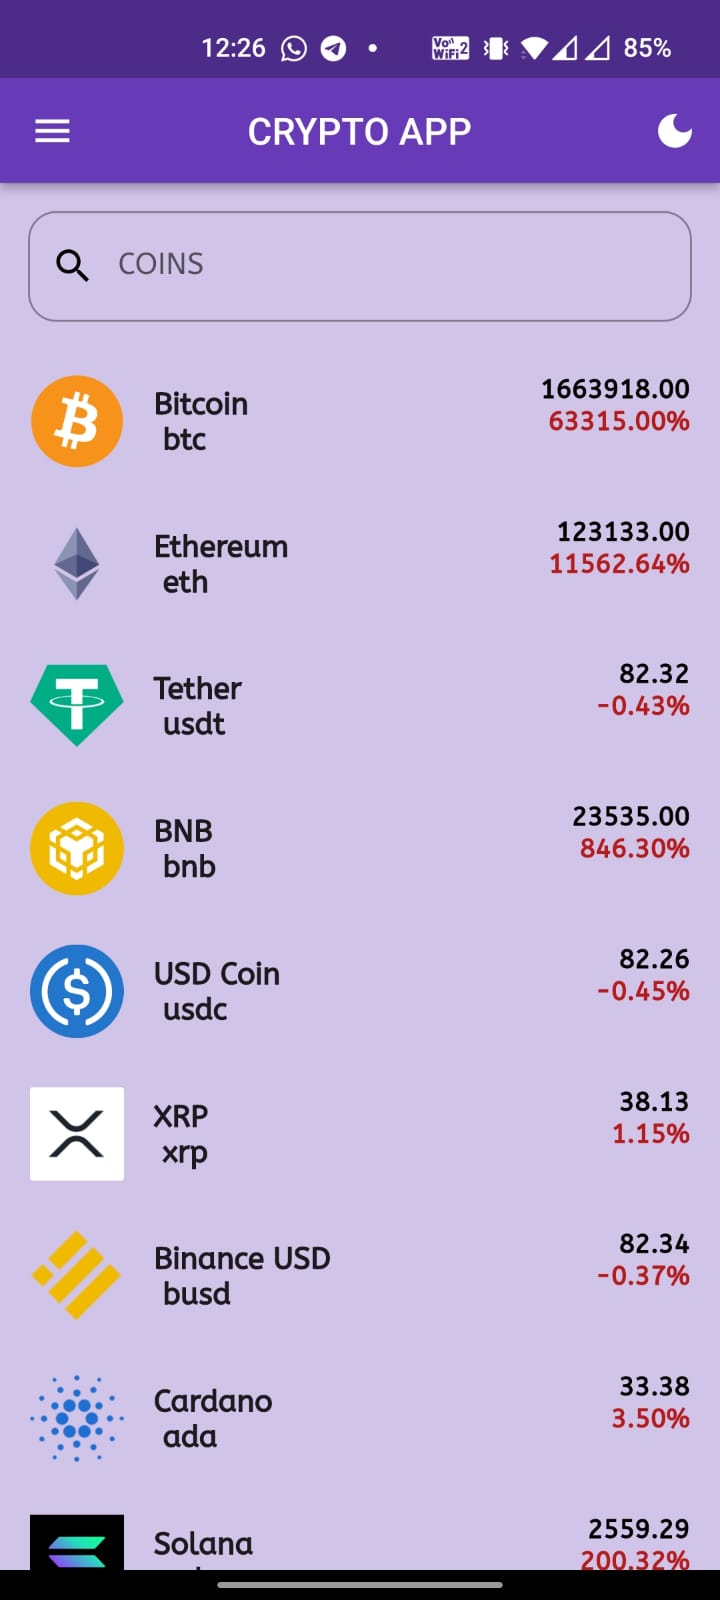 12:26 85%
VoWiFi2
CRYPTO APP
COINS
Bitcoin 1663918.00
btc 63315.00%
Ethereum 123133.00
eth 11562.64%
Tether 82.32
usdt -0.43%
BNB 23535.00
bnb 846.30%
USD Coin 82.26
usdc -0.45%
XRP 38.13
xrp 1.15%
Binance USD 82.34
busd -0.37%
Cardano 33.38
ada 3.50%
Solana 2559.29
200.32%